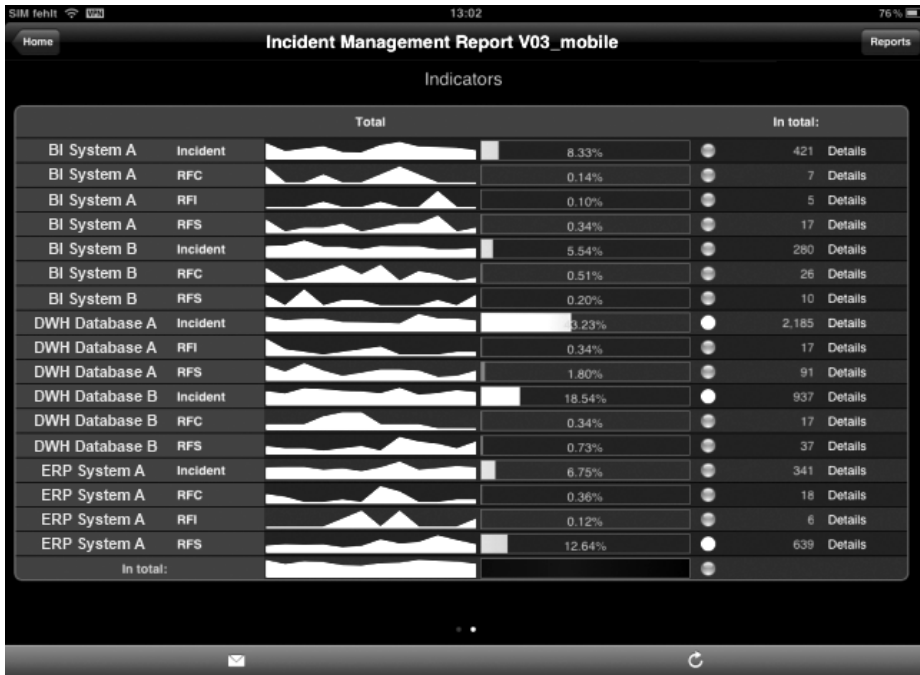 SIM fehlt VPN 13:02 76%
Home Incident Management Report V03_mobile Reports
Indicators
Total In total:
BI System A Incident 8.33% 421 Details
BI System A RFC 0.14% 7 Details
BI System A RFI 0.10% 5 Details
BI System A RFS 0.34% 17 Details
BI System B Incident 5.54% 280 Details
BI System B RFC 0.51% 26 Details
BI System B RFS 0.20% 10 Details
DWH Database A Incident 3.23% 2,185 Details
DWH Database A RFI 0.34% 17 Details
DWH Database A RFS 1.80% 91 Details
DWH Database B Incident 18.54% 937 Details
DWH Database B RFC 0.34% 17 Details
DWH Database B RFS 0.73% 37 Details
ERP System A Incident 6.75% 341 Details
ERP System A RFC 0.36% 18 Details
ERP System A RFI 0.12% 6 Details
ERP System A RFS 12.64% 639 Details
In total: